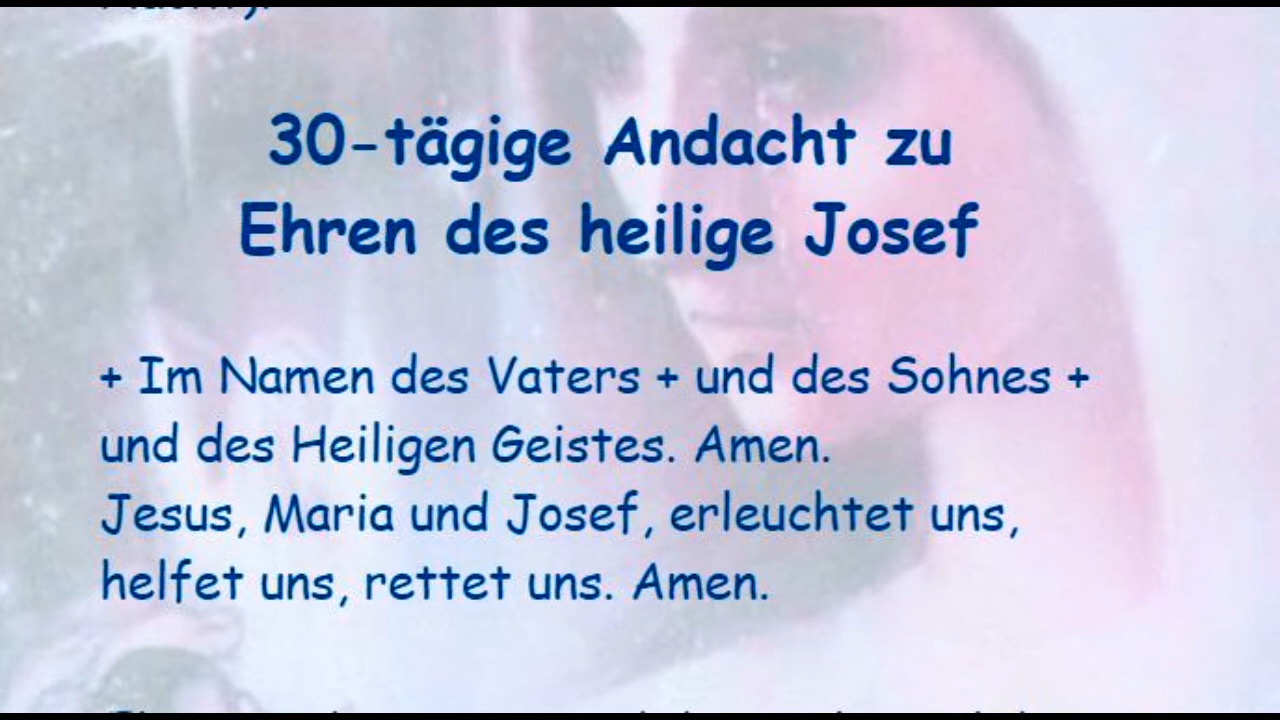 30-tägige Andacht zu
Ehren des heilige Josef
+ Im Namen des Vaters + und des Sohnes +
und des Heiligen Geistes. Amen.
Jesus, Maria und Josef, erleuchtet uns,
helfet uns, rettet uns. Amen.